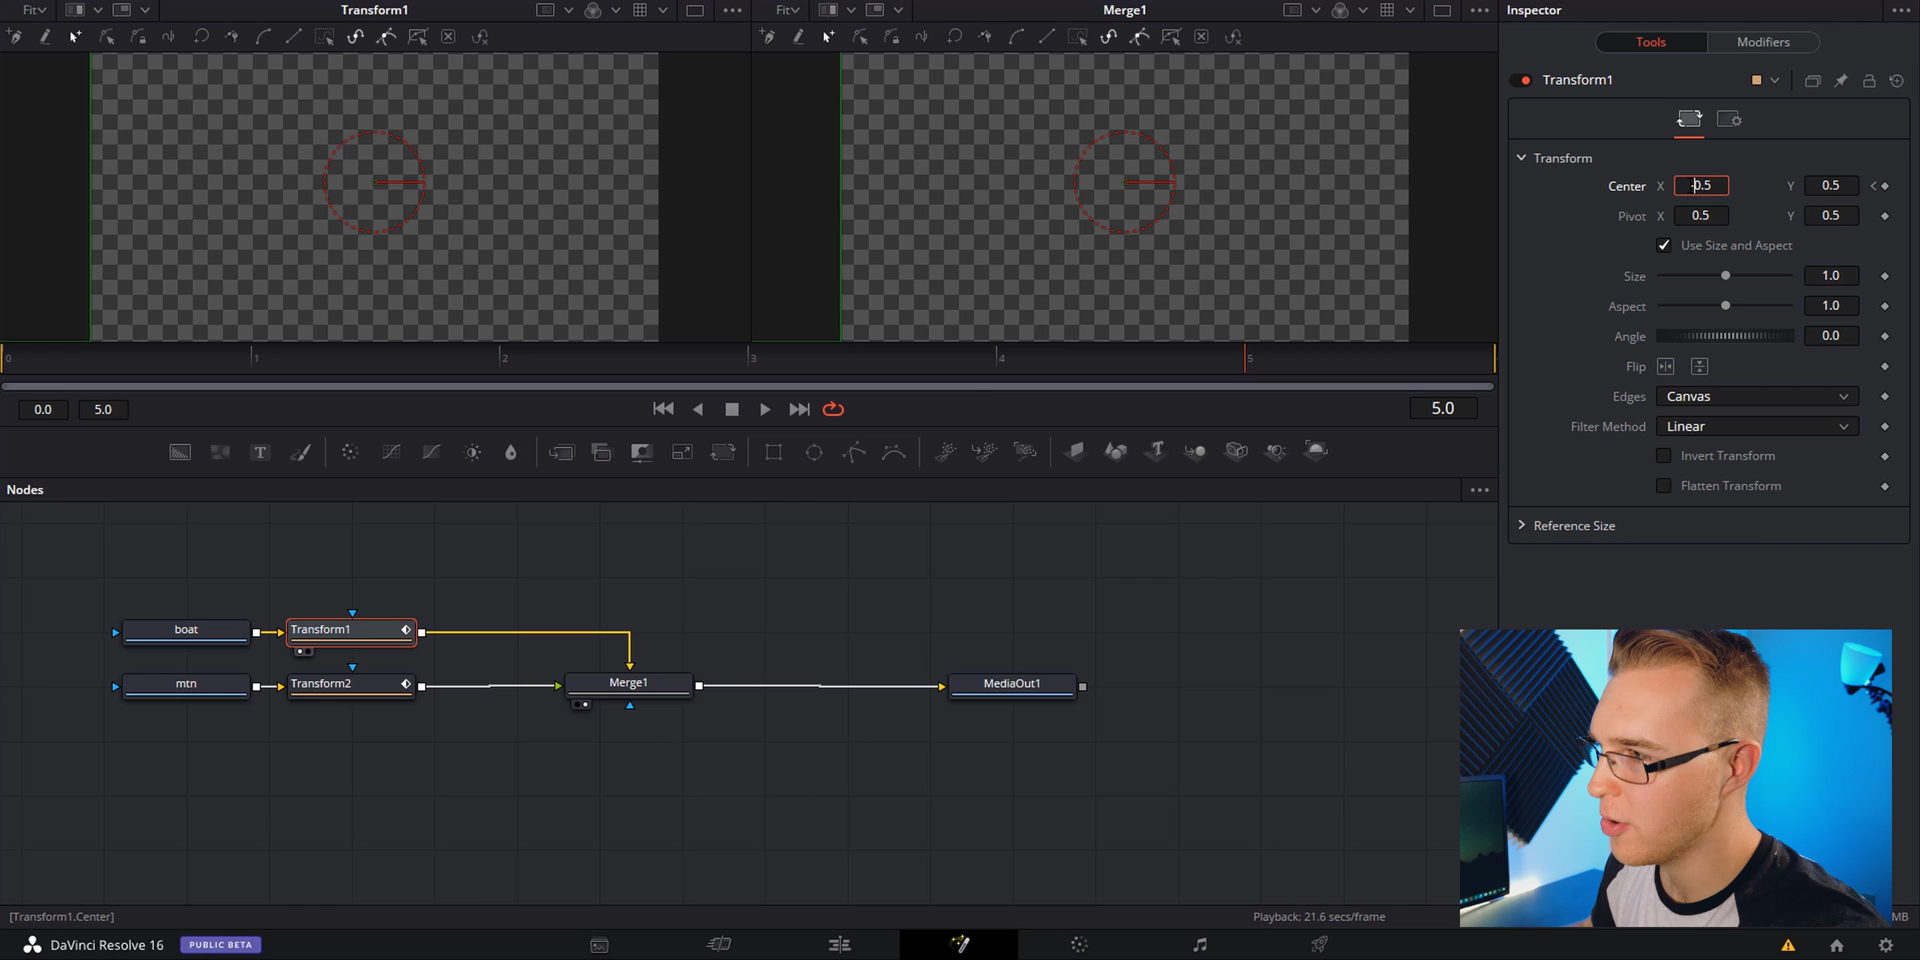 Fit
Transform1
Fit
Merge1
Inspector
Tools
Modifiers
Transform1
Transform
Center X -0.5 Y 0.5
Pivot X 0.5 Y 0.5
Use Size and Aspect
Size 1.0
Aspect 1.0
Angle 0.0
Flip
Edges Canvas
Filter Method Linear
Invert Transform
Flatten Transform
Reference Size
0 1 2 3 4 5
0.0 5.0 5.0
Nodes
boat
Transform1
mtn
Transform2
Merge1
MediaOut1
[Transform1.Center]
Playback: 21.6 secs/frame
MB
DaVinci Resolve 16
PUBLIC BETA